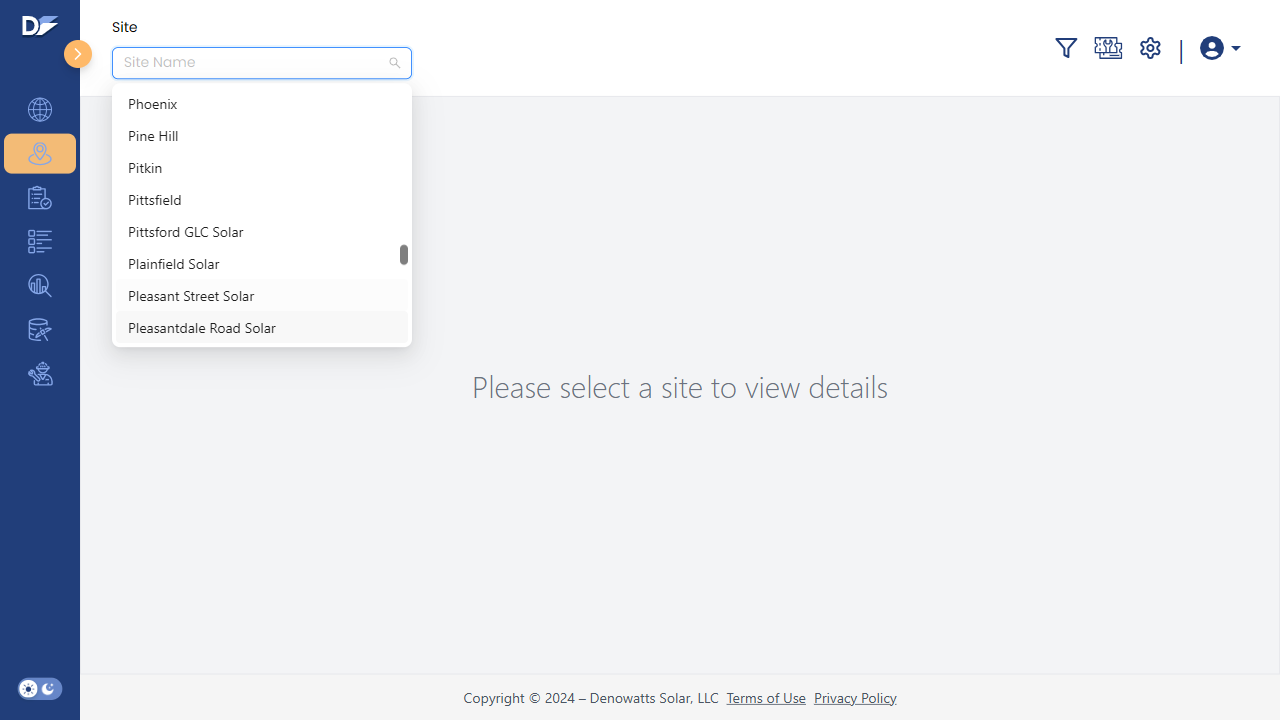 Site
Site Name
Phoenix
Pine Hill
Pitkin
Pittsfield
Pittsford GLC Solar
Plainfield Solar
Pleasant Street Solar
Pleasantdale Road Solar
Please select a site to view details
Copyright © 2024 – Denowatts Solar, LLC Terms of Use Privacy Policy